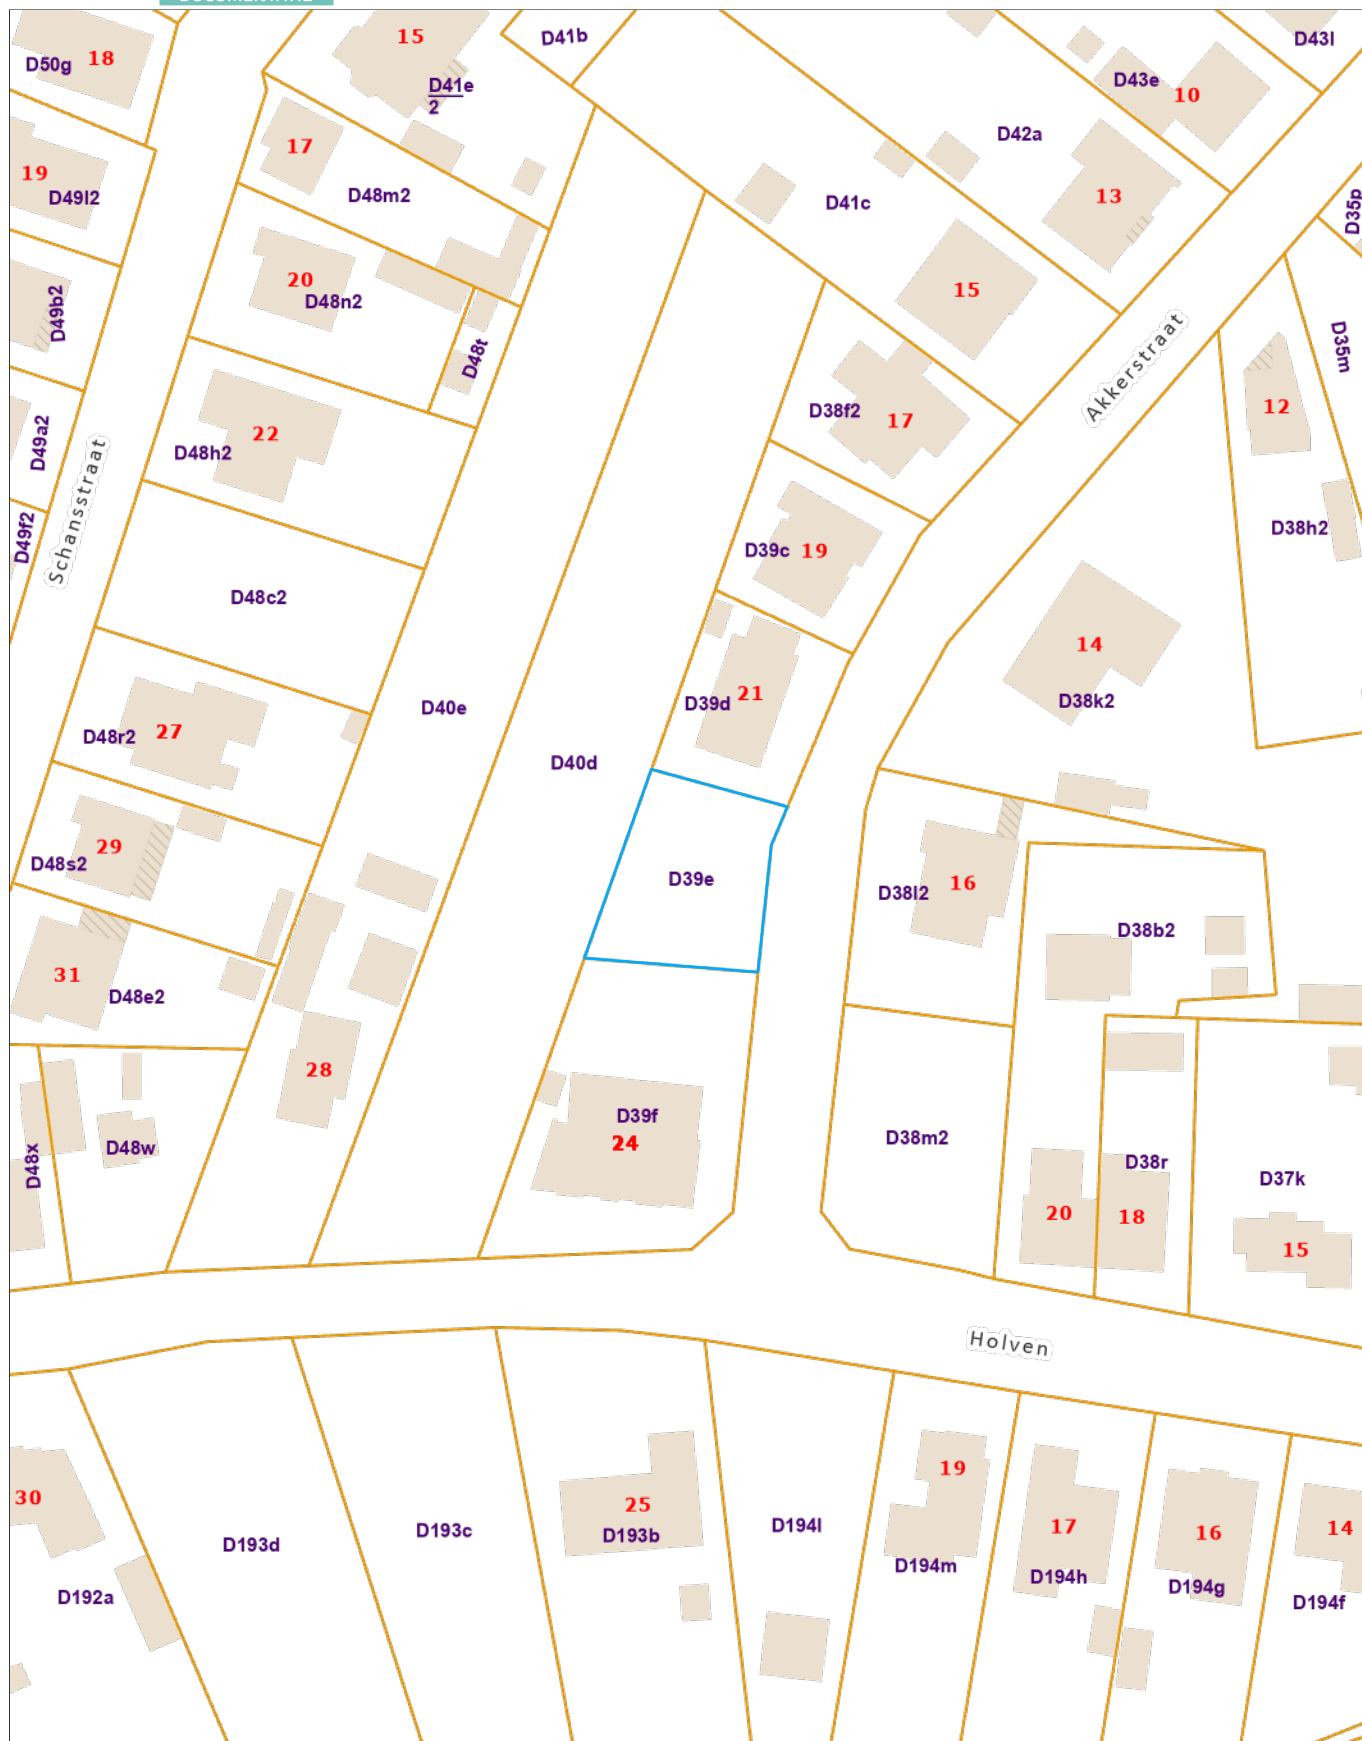 15
D41b
D43l
D50g
18
D41e
2
D43e
10
D42a
17
19
D49l2
D48m2
D41c
13
D35p
20
D48n2
15
D49b2
D48t
Akkerstraat
D35m
D38f2
17
12
22
D48h2
D49a2
Schansstraat
D49f2
D39c
19
D38h2
D48c2
14
D38k2
D39d
21
D40e
D48r2
27
D40d
29
D48s2
D39e
D38l2
16
D38b2
31
D48e2
28
D39f
24
D38m2
D48w
D48x
D38r
D37k
20
18
15
Holven
30
19
25
D193b
D193c
D193d
D194l
D194m
17
D194h
16
D194g
14
D194f
D192a